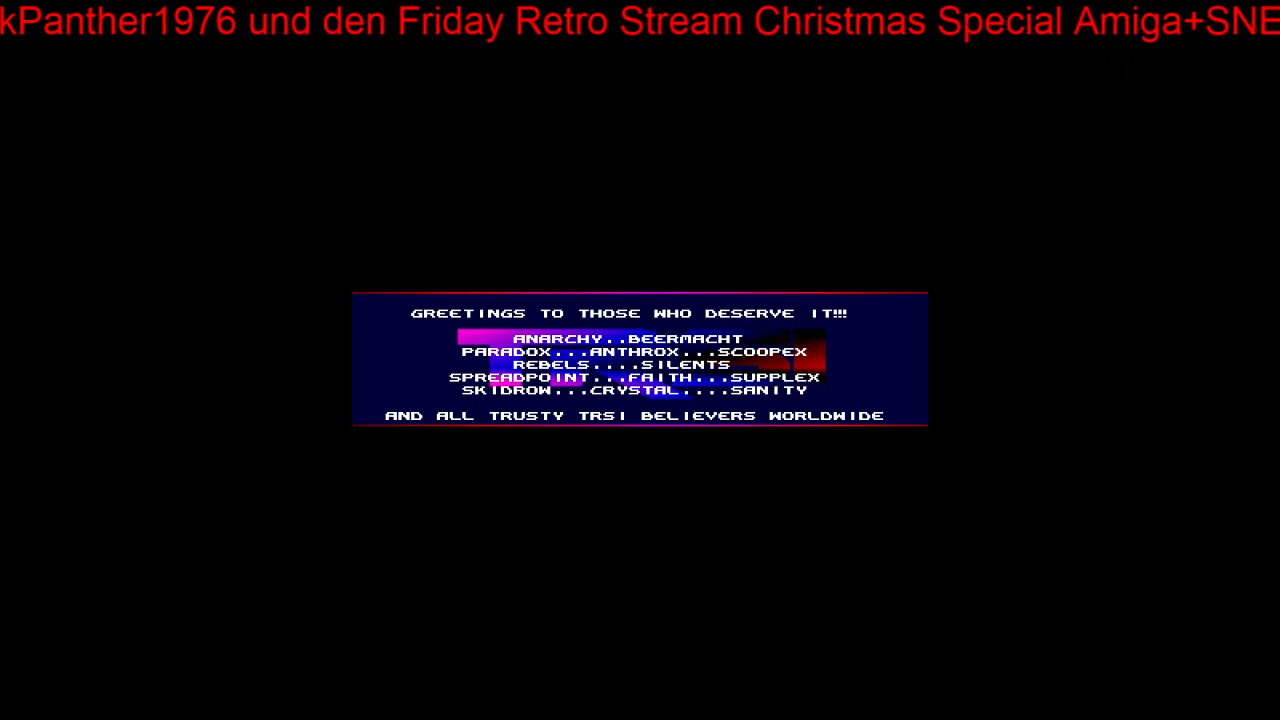 kPanther1976 und den Friday Retro Stream Christmas Special Amiga+SNE
GREETINGS TO THOSE WHO DESERVE IT!!!
ANARCHY..BEERMACHT
PARADOX...ANTHROX...SCOOPEX
REBELS....SILENTS
SPREADPOINT...FAITH...SUPPLEX
SKIDROW...CRYSTAL....SANITY
AND ALL TRUSTY TRSI BELIEVERS WORLDWIDE